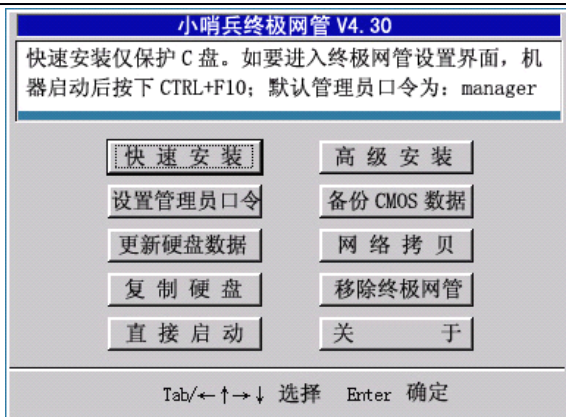 小哨兵终极网管 V4.30
快速安装仅保护 C 盘。如要进入终极网管设置界面，机
器启动后按下 CTRL+F10；默认管理员口令为：manager
快 速 安 装
高 级 安 装
设置管理员口令
备份 CMOS 数据
更新硬盘数据
网 络 拷 贝
复 制 硬 盘
移除终极网管
直 接 启 动
关 于
Tab/←↑→↓ 选择 Enter 确定